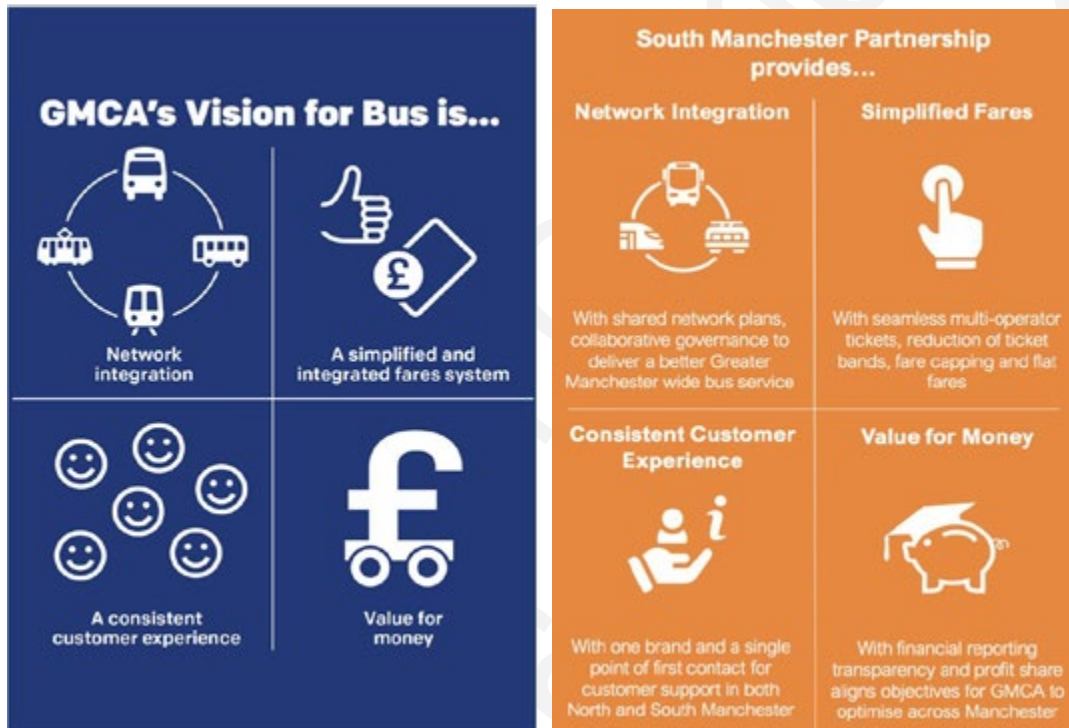 GMCA's Vision for Bus is...
Network
integration
A simplified and
integrated fares system
£
A consistent
customer experience
£
Value for
money
South Manchester Partnership
provides...
Network Integration
With shared network plans,
collaborative governance to
deliver a better Greater
Manchester wide bus service
Simplified Fares
With seamless multi-operator
tickets, reduction of ticket
bands, fare capping and flat
fares
Consistent Customer
Experience
i
With one brand and a single
point of first contact for
customer support in both
North and South Manchester
Value for Money
With financial reporting
transparency and profit share
aligns objectives for GMCA to
optimise across Manchester